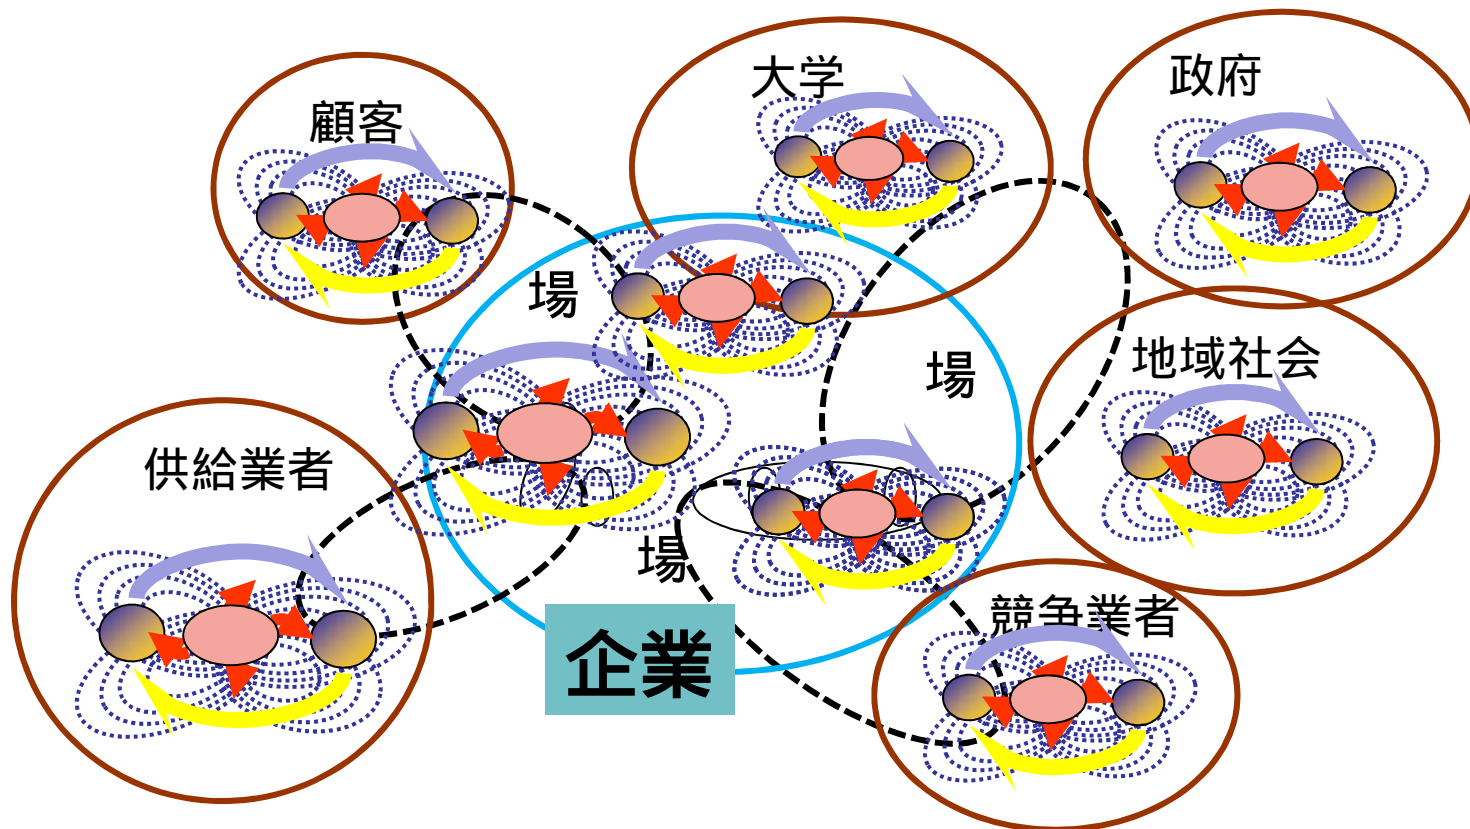 大学
政府
顧客
場
地域社会
場
供給業者
場
競争業者
企業